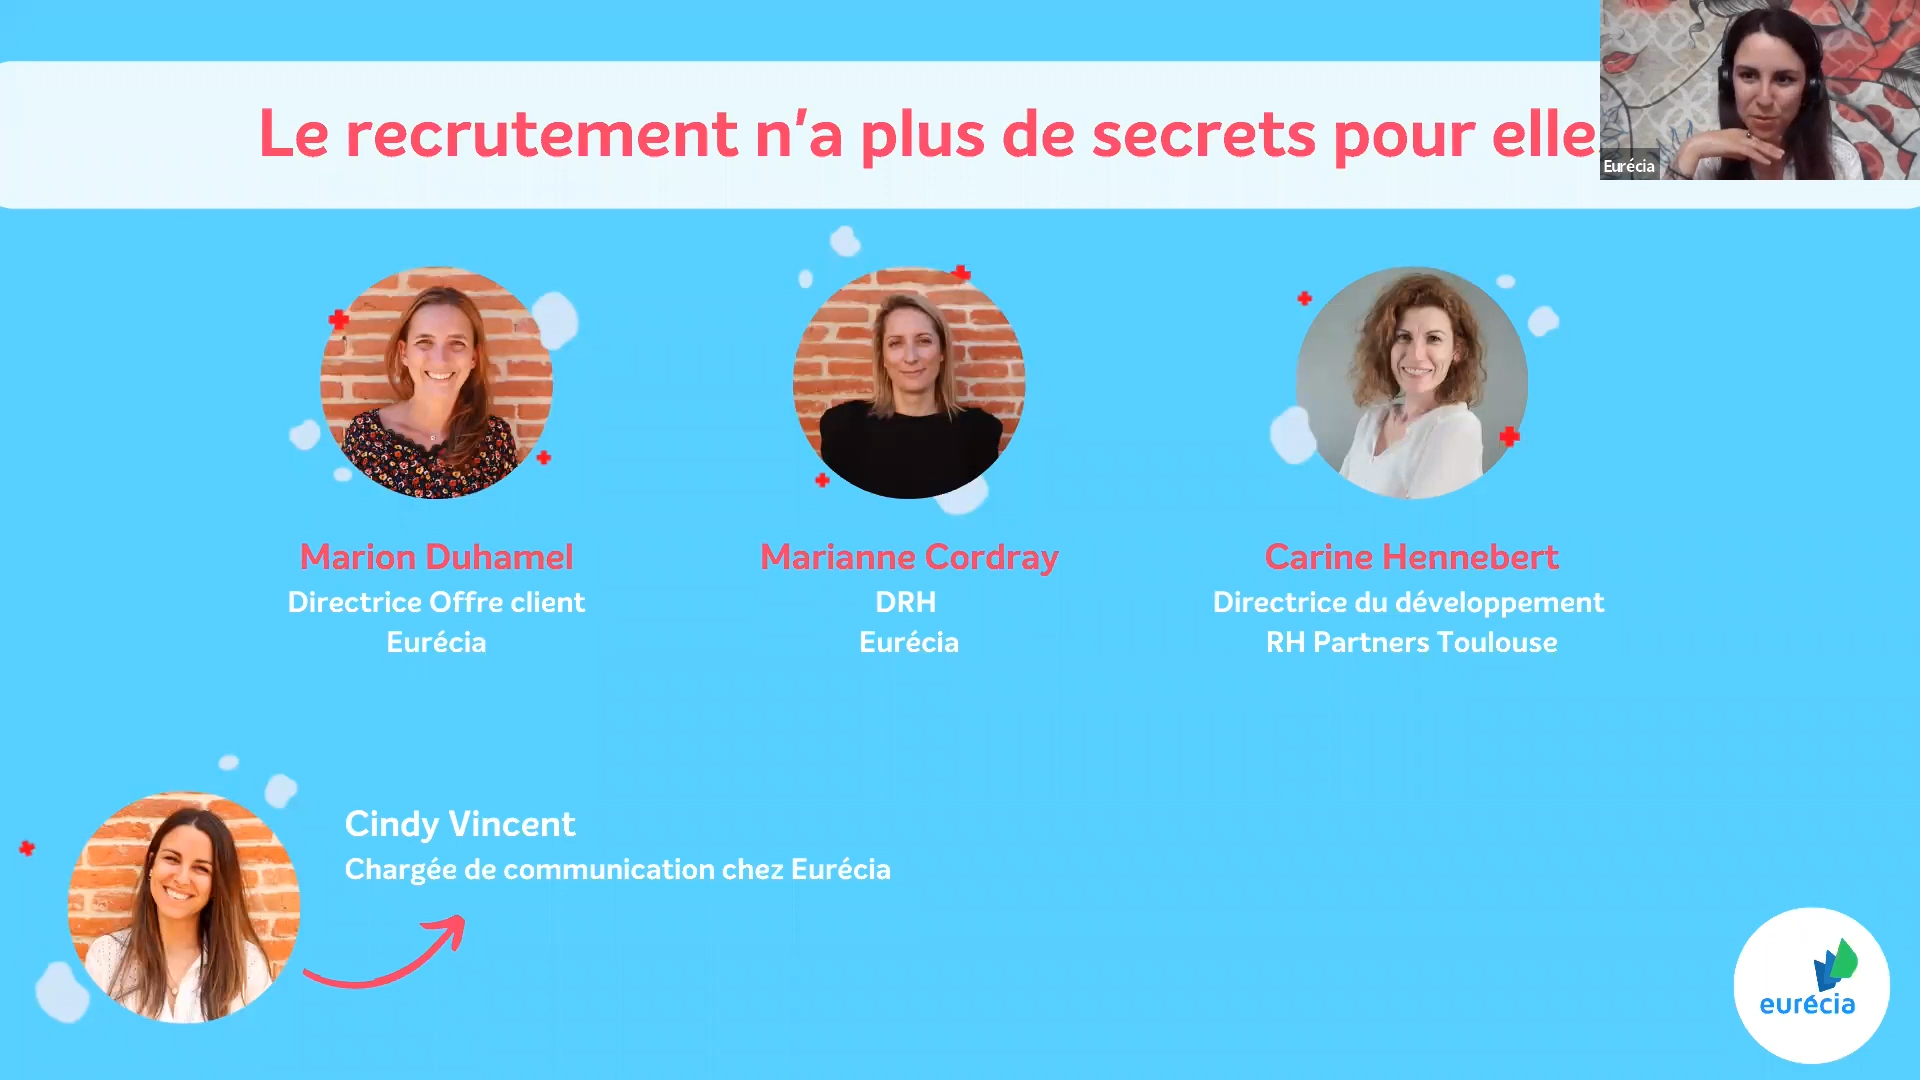 Le recrutement n'a plus de secrets pour elle
Eurécia
Marion Duhamel
Directrice Offre client
Eurécia
Marianne Cordray
DRH
Eurécia
Carine Hennebert
Directrice du développement
RH Partners Toulouse
Cindy Vincent
Chargée de communication chez Eurécia
eurécia